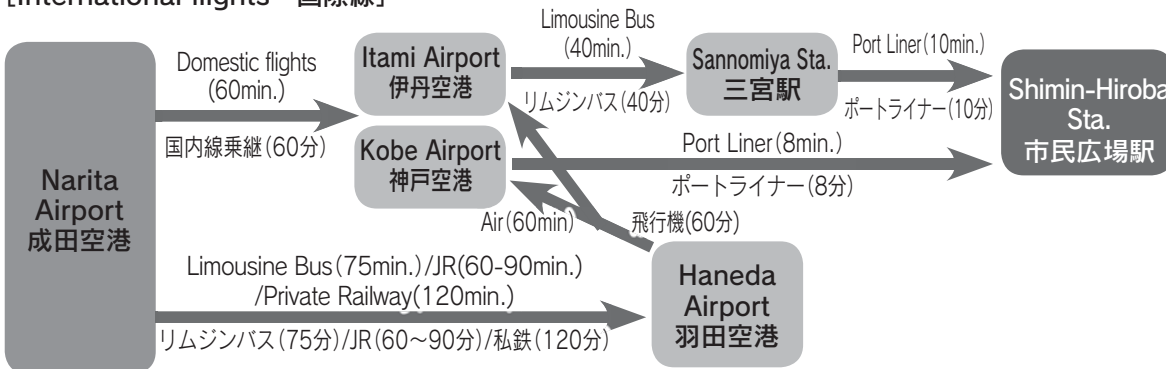 [International flights 国際線]
Limousine Bus
(40min.)
Port Liner(10min.)
Domestic flights
(60min.)
Itami Airport
伊丹空港
Sannomiya Sta.
三宮駅
Shimin-Hiroba
Sta.
市民広場駅
リムジンバス(40分)
ポートライナー(10分)
国内線乗継(60分)
Kobe Airport
神戸空港
Port Liner(8min.)
ポートライナー(8分)
Narita
Airport
成田空港
Air(60min)
飛行機(60分)
Limousine Bus(75min.)/JR(60-90min.)
/Private Railway(120min.)
リムジンバス(75分)/JR(60〜90分)/私鉄(120分)
Haneda
Airport
羽田空港